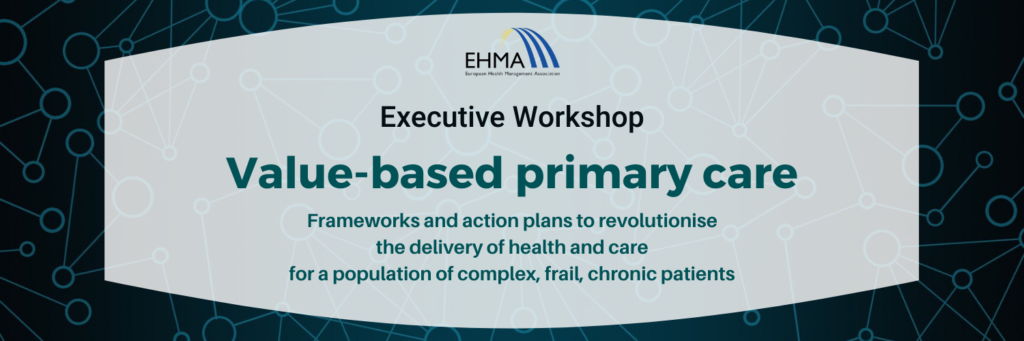 EHMA
European Health Management Association
Executive Workshop
Value-based primary care
Frameworks and action plans to revolutionise
the delivery of health and care
for a population of complex, frail, chronic patients